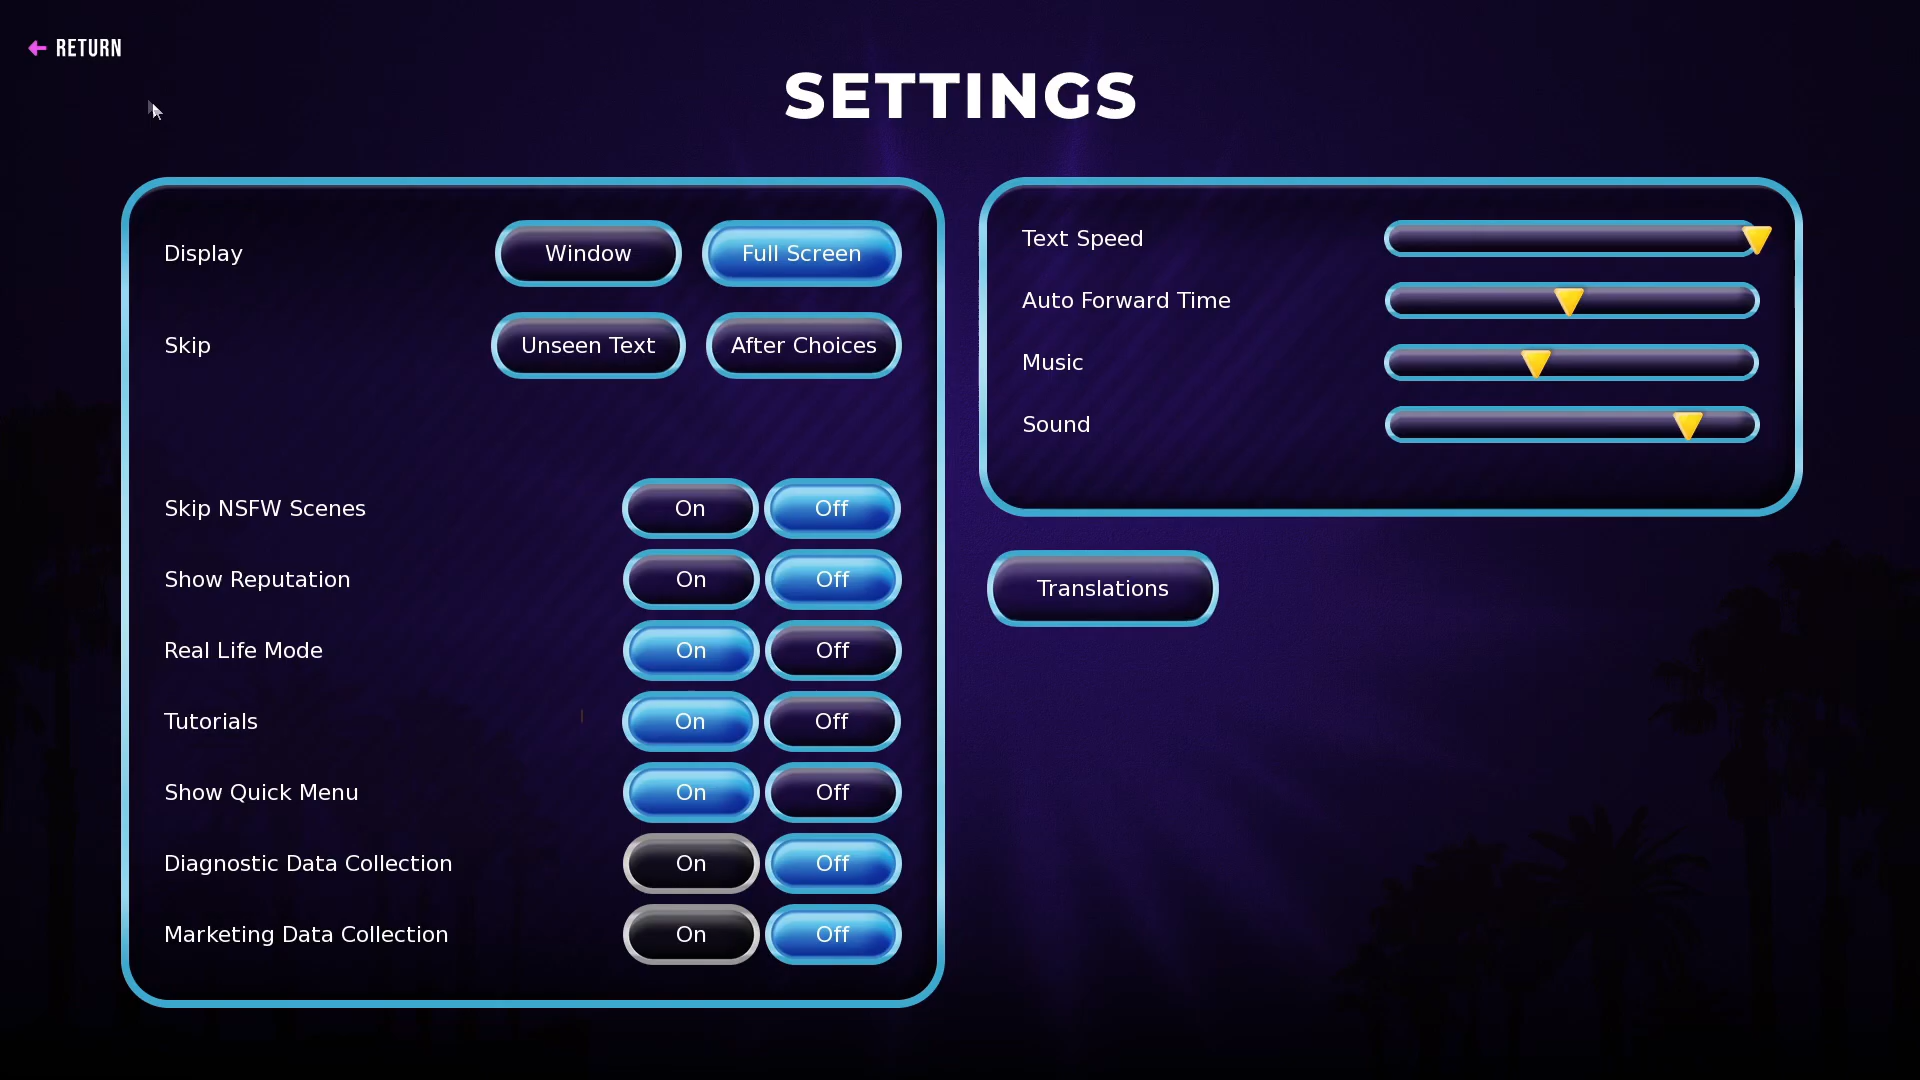 RETURN
SETTINGS
Display Window Full Screen
Skip Unseen Text After Choices
Skip NSFW Scenes On Off
Show Reputation On Off
Real Life Mode On Off
Tutorials On Off
Show Quick Menu On Off
Diagnostic Data Collection On Off
Marketing Data Collection On Off
Text Speed
Auto Forward Time
Music
Sound
Translations